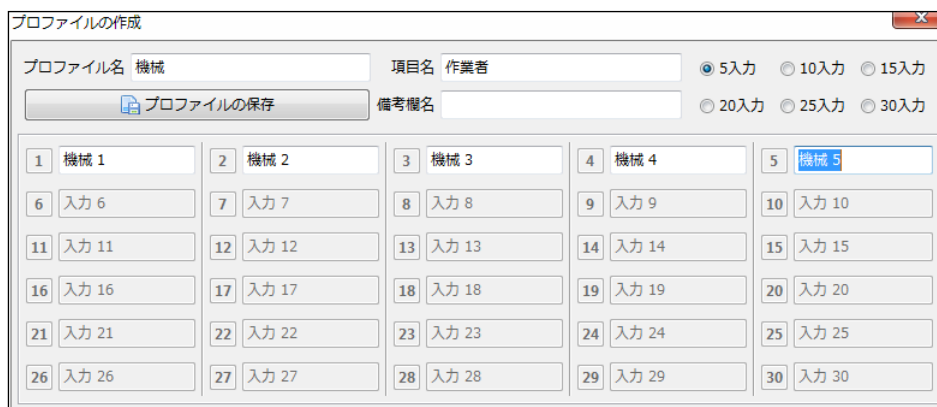 プロファイルの作成
プロファイル名 機械 項目名 作業者 5入力 10入力 15入力
プロファイルの保存 備考欄名 20入力 25入力 30入力
1 機械 1 2 機械 2 3 機械 3 4 機械 4 5 機械 5
6 入力 6 7 入力 7 8 入力 8 9 入力 9 10 入力 10
11 入力 11 12 入力 12 13 入力 13 14 入力 14 15 入力 15
16 入力 16 17 入力 17 18 入力 18 19 入力 19 20 入力 20
21 入力 21 22 入力 22 23 入力 23 24 入力 24 25 入力 25
26 入力 26 27 入力 27 28 入力 28 29 入力 29 30 入力 30